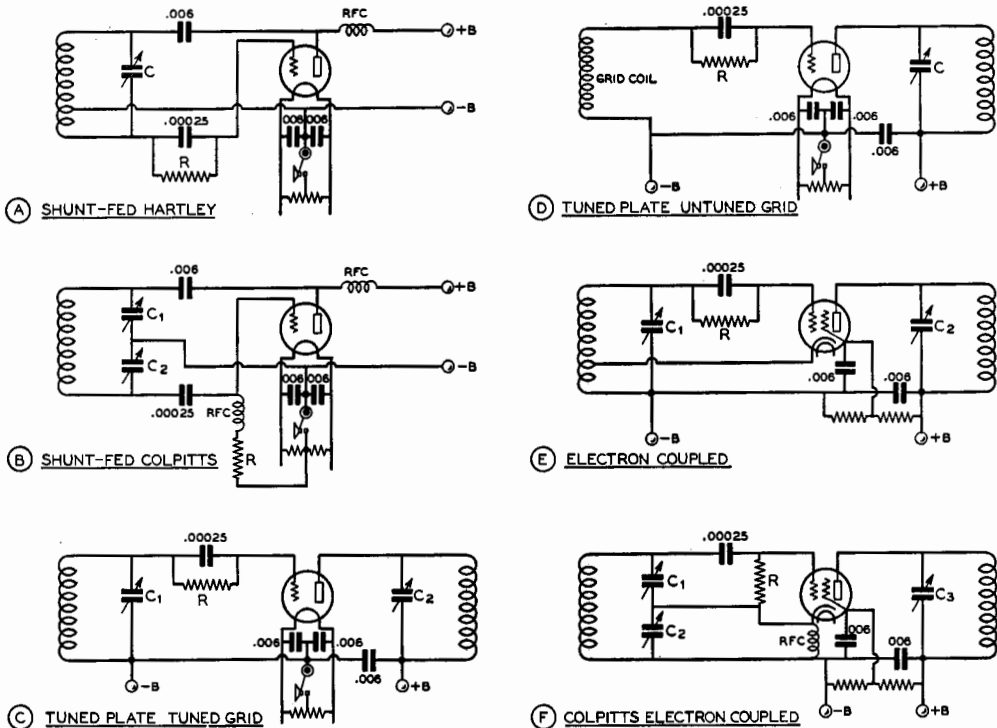 .006
RFC
+B
C
-B
.00025
.006
.006
R
A SHUNT-FED HARTLEY
.006
RFC
+B
C1
C2
-B
.00025
RFC
.006
.006
R
B SHUNT-FED COLPITTS
.00025
C1
R
C2
.006
.006
.006
-B
+B
C TUNED PLATE TUNED GRID
.00025
GRID COIL
R
C
.006
.006
.006
-B
+B
D TUNED PLATE UNTUNED GRID
.00025
C1
R
C2
.006
.006
-B
+B
E ELECTRON COUPLED
.00025
C1
R
C3
C2
RFC
.006
006
-B
+B
F COLPITTS ELECTRON COUPLED